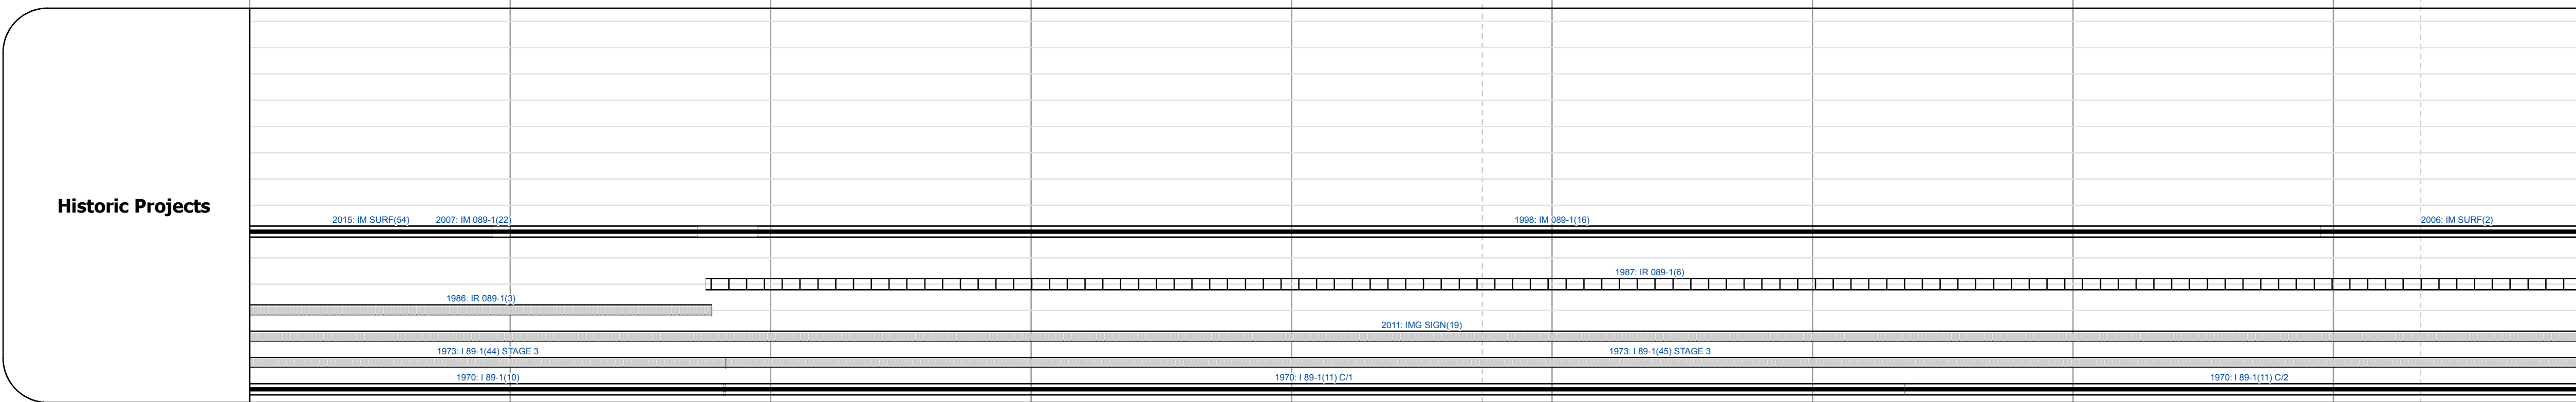 Historic Projects
2015: IM SURF(54) 2007: IM 089-1(22) 1998: IM 089-1(16) 2006: IM SURF(2)
1987: IR 089-1(6)
1986: IR 089-1(3)
2011: IMG SIGN(19)
1973: I 89-1(44) STAGE 3 1973: I 89-1(45) STAGE 3
1970: I 89-1(10) 1970: I 89-1(11) C/1 1970: I 89-1(11) C/2